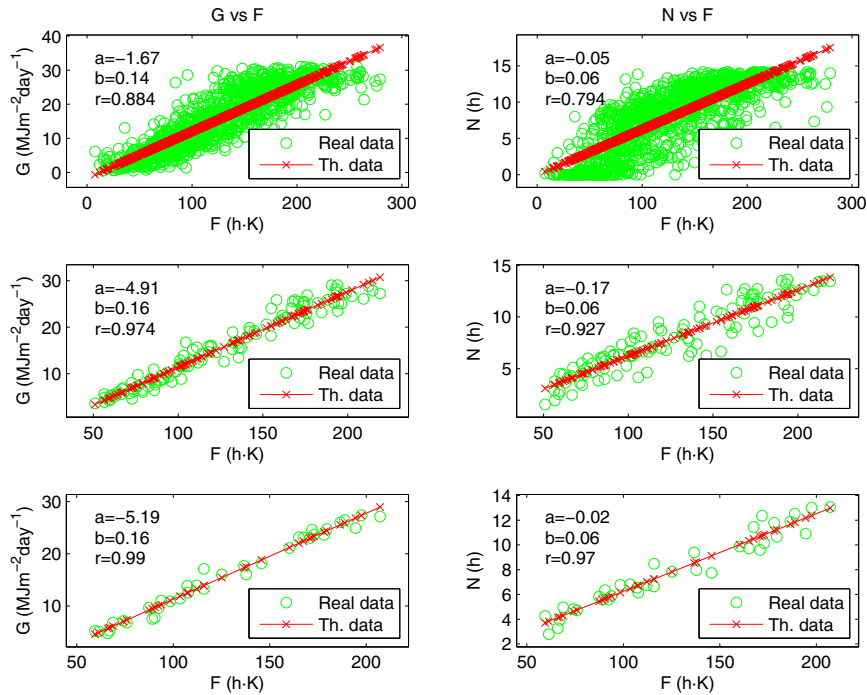 G vs F
a=−1.67
b=0.14
r=0.884
G (MJm−2day−1)
40
30
20
10
0
0
100
200
300
F (h·K)
Real data
Th. data
N vs F
a=−0.05
b=0.06
r=0.794
N (h)
15
10
5
0
0
100
200
300
F (h·K)
Real data
Th. data
a=−4.91
b=0.16
r=0.974
G (MJm−2day−1)
30
20
10
50
100
150
200
F (h·K)
Real data
Th. data
a=−0.17
b=0.06
r=0.927
N (h)
15
10
5
50
100
150
200
F (h·K)
Real data
Th. data
a=−5.19
b=0.16
r=0.99
G (MJm−2day−1)
30
20
10
50
100
150
200
F (h·K)
Real data
Th. data
a=−0.02
b=0.06
r=0.97
N (h)
14
12
10
8
6
4
2
50
100
150
200
F (h·K)
Real data
Th. data